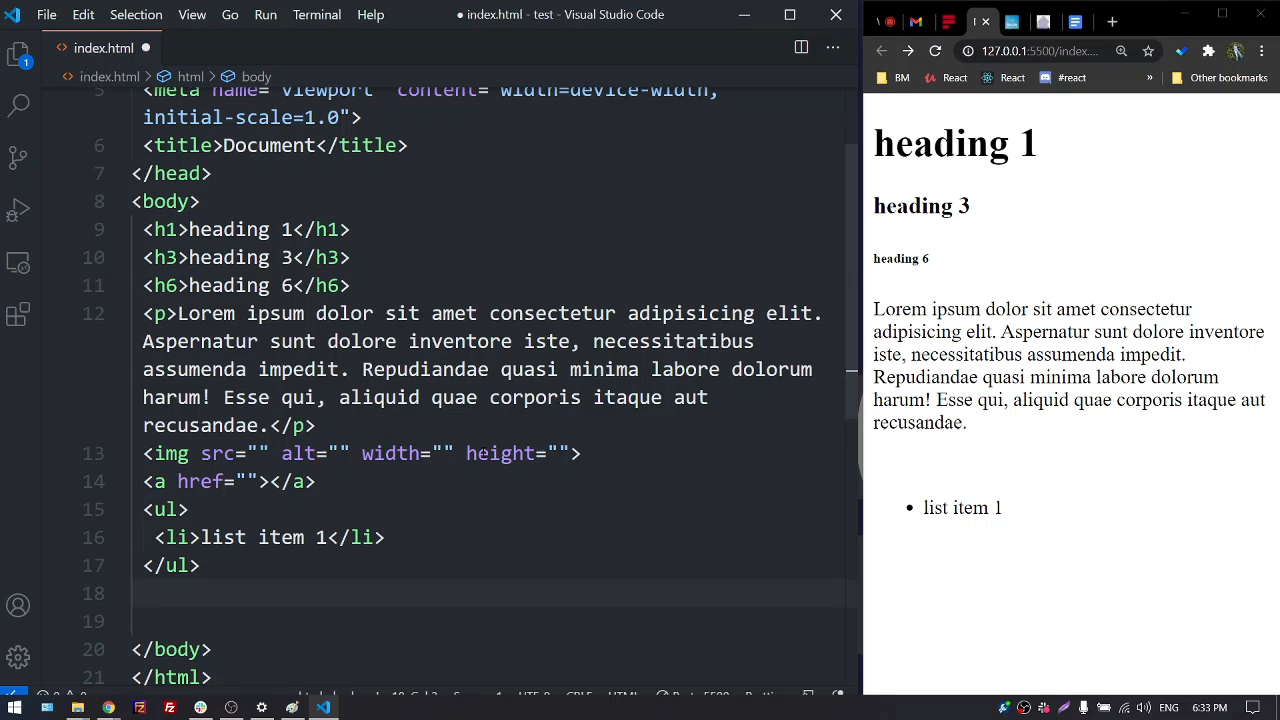 File Edit Selection View Go Run Terminal Help
● index.html - test - Visual Studio Code
index.html ●
index.html > html > body
127.0.0.1:5500/index....
BM React React #react » Other bookmarks
5 <meta name="viewport" content="width=device-width,
initial-scale=1.0">
6 <title>Document</title>
7 </head>
8 <body>
9 <h1>heading 1</h1>
10 <h3>heading 3</h3>
11 <h6>heading 6</h6>
12 <p>Lorem ipsum dolor sit amet consectetur adipisicing elit.
Aspernatur sunt dolore inventore iste, necessitatibus
assumenda impedit. Repudiandae quasi minima labore dolorum
harum! Esse qui, aliquid quae corporis itaque aut
recusandae.</p>
13 <img src="" alt="" width="" height="">
14 <a href=""></a>
15 <ul>
16 <li>list item 1</li>
17 </ul>
18
19
20 </body>
21 </html>
heading 1
heading 3
heading 6
Lorem ipsum dolor sit amet consectetur
adipisicing elit. Aspernatur sunt dolore inventore
iste, necessitatibus assumenda impedit.
Repudiandae quasi minima labore dolorum
harum! Esse qui, aliquid quae corporis itaque aut
recusandae.
• list item 1
1
ENG 6:33 PM